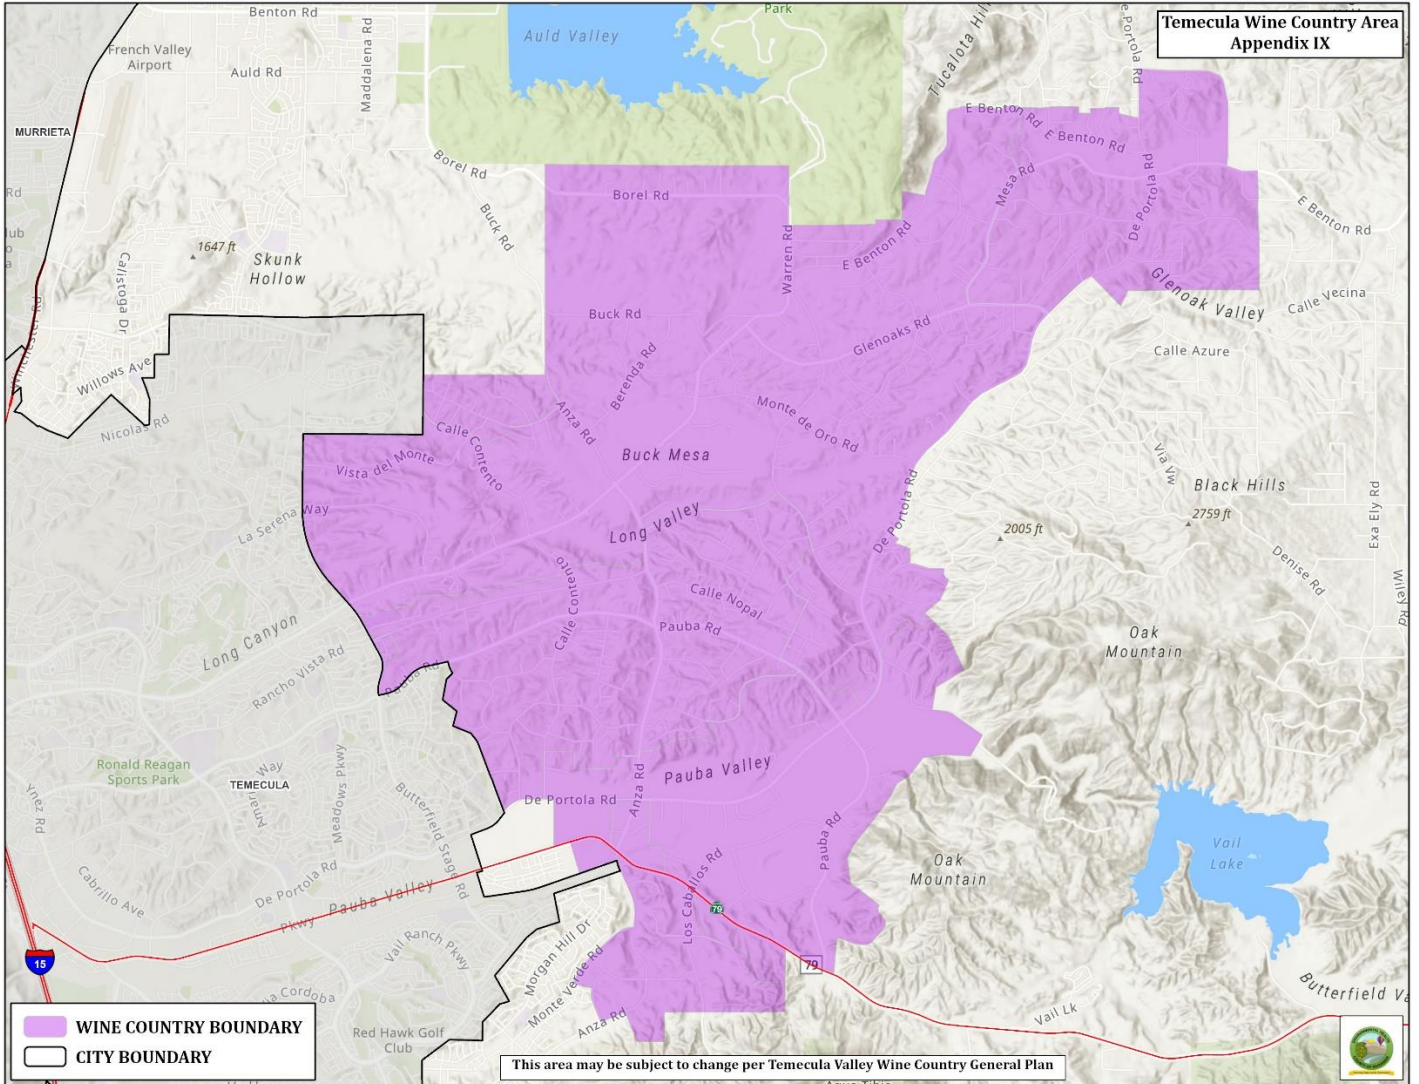 Temecula Wine Country Area
Appendix IX
Benton Rd
Park
Auld Valley
French Valley
Airport
Auld Rd
Maddalena Rd
MURRIETA
Borel Rd
Borel Rd
Buck Rd
Tucalota
E Benton Rd
E Benton Rd
De Portola Rd
Mesa Rd
E Benton Rd
E Benton Rd
Warren Rd
1647 ft
Skunk
Hollow
Calistoga Dr
Rd
Willows Ave
Nicolas Rd
Buck Rd
Berenda Rd
Glenoaks Rd
Glenoak Valley
Calle Vecina
Calle Azure
Anza Rd
Monte de Oro Rd
Calle Contento
Vista del Monte
Buck Mesa
Via Vw
Black Hills
2759 ft
2005 ft
Exa Ely Rd
La Serena Way
Long Valley
De Portola Rd
Denise Rd
Wiley Rd
Calle Contento
Calle Nopal
Pauba Rd
Long Canyon
Rancho Vista Rd
Pauba Rd
Oak
Mountain
Ronald Reagan
Sports Park
TEMECULA
Way
Meadows Pkwy
Butterfield Stage Rd
Ynez Rd
Pauba Valley
De Portola Rd
Anza Rd
Pauba Rd
Vail
Lake
Oak
Mountain
Cabrillo Ave
De Portola Rd
Pauba Valley
Pkwy
Los Caballos Rd
79
79
15
Vail Ranch Pkwy
Morgan Hill Dr
Monte Verde Rd
Anza Rd
Cordoba
Red Hawk Golf
Club
Vail Lk
Butterfield
WINE COUNTRY BOUNDARY
CITY BOUNDARY
This area may be subject to change per Temecula Valley Wine Country General Plan